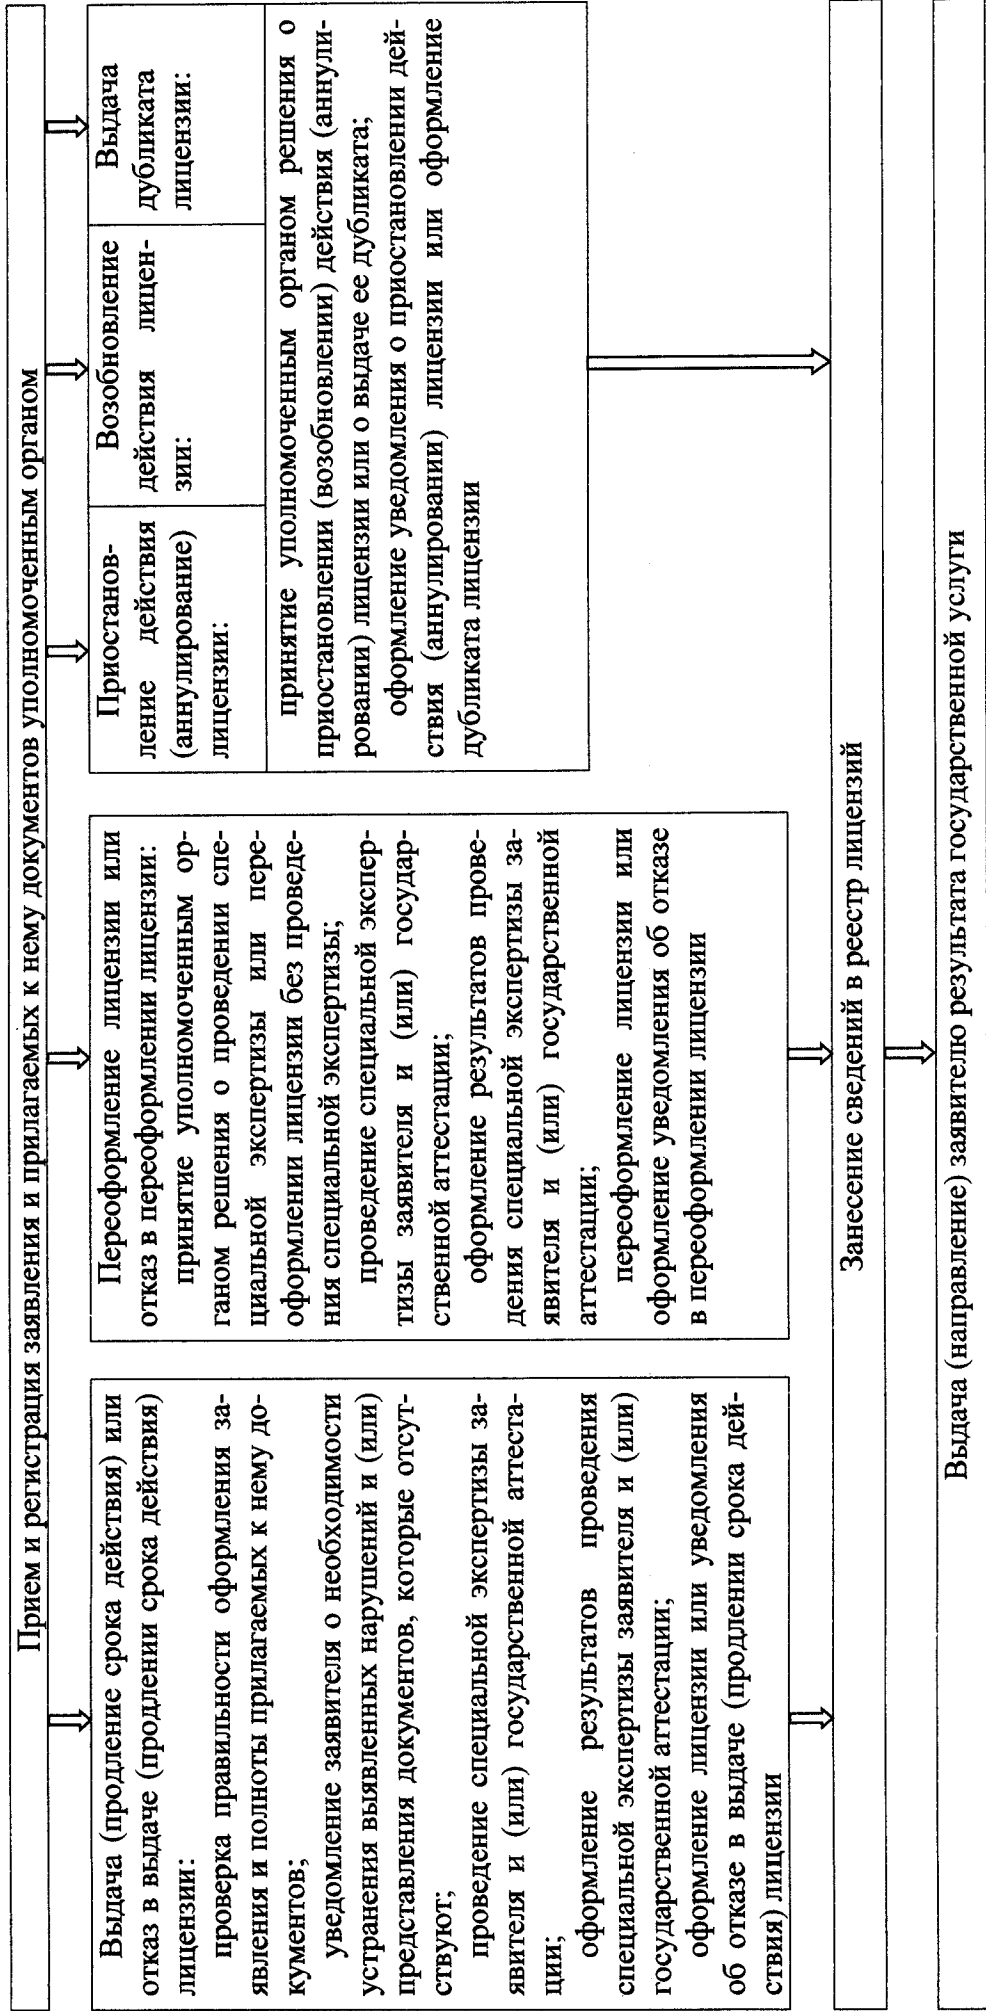 Прием и регистрация заявления и прилагаемых к нему документов уполномоченным органом
Выдача (продление срока действия) или
отказ в выдаче (продлении срока действия)
лицензии:
проверка правильности оформления за-
явления и полноты прилагаемых к нему до-
кументов;
уведомление заявителя о необходимости
устранения выявленных нарушений и (или)
представления документов, которые отсут-
ствуют;
проведение специальной экспертизы за-
явителя и (или) государственной аттеста-
ции;
оформление результатов проведения
специальной экспертизы заявителя и (или)
государственной аттестации;
оформление лицензии или уведомления
об отказе в выдаче (продлении срока дей-
ствия) лицензии
Переоформление лицензии или
отказ в переоформлении лицензии:
принятие уполномоченным ор-
ганом решения о проведении спе-
циальной экспертизы или пере-
оформлении лицензии без проведе-
ния специальной экспертизы;
проведение специальной экспер-
тизы заявителя и (или) государ-
ственной аттестации;
оформление результатов прове-
дения специальной экспертизы за-
явителя и (или) государственной
аттестации;
переоформление лицензии или
оформление уведомления об отказе
в переоформлении лицензии
Приостанов-
ление действия
(аннулирование)
лицензии:
Возобновление
действия лицен-
зии:
Выдача
дубликата
лицензии:
принятие уполномоченным органом решения о
приостановлении (возобновлении) действия (аннули-
ровании) лицензии или о выдаче ее дубликата;
оформление уведомления о приостановлении дей-
ствия (аннулировании) лицензии или оформление
дубликата лицензии
Занесение сведений в реестр лицензий
Выдача (направление) заявителю результата государственной услуги